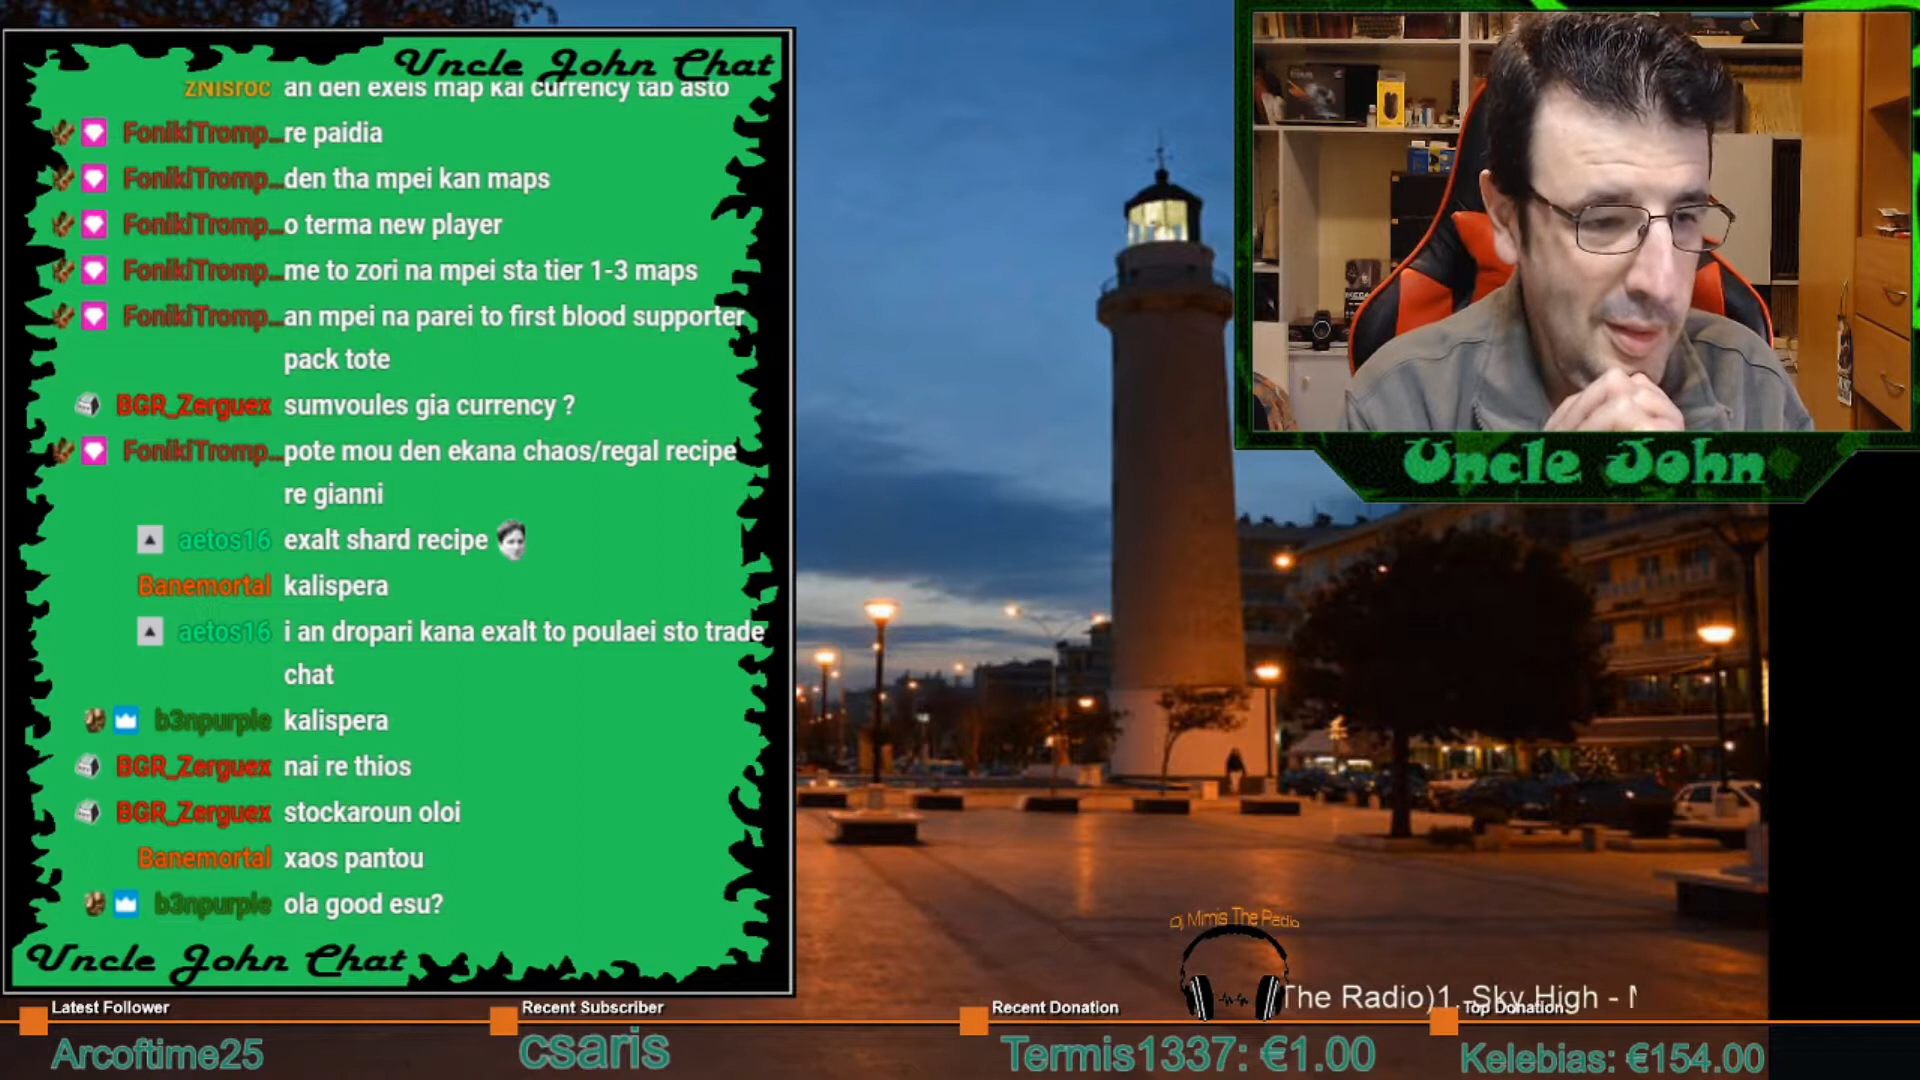 Uncle John Chat
zNisroc an den exeis map kai currency tab asto
FonikiTromp... re paidia
FonikiTromp... den tha mpei kan maps
FonikiTromp... o terma new player
FonikiTromp... me to zori na mpei sta tier 1-3 maps
FonikiTromp... an mpei na parei to first blood supporter
pack tote
BGR_Zerguex sumvoules gia currency ?
FonikiTromp... pote mou den ekana chaos/regal recipe
re gianni
aetos16 exalt shard recipe
Banemortal kalispera
aetos16 i an dropari kana exalt to poulaei sto trade
chat
b3npurple kalispera
BGR_Zerguex nai re thios
BGR_Zerguex stockaroun oloi
Banemortal xaos pantou
b3npurple ola good esu?
Uncle John Chat
Uncle John
Dj Mimis The Radio
The Radio)1. Sky High -
Latest Follower
Arcoftime25
Recent Subscriber
csaris
Recent Donation
Termis1337: €1.00
Top Donation
Kelebias: €154.00